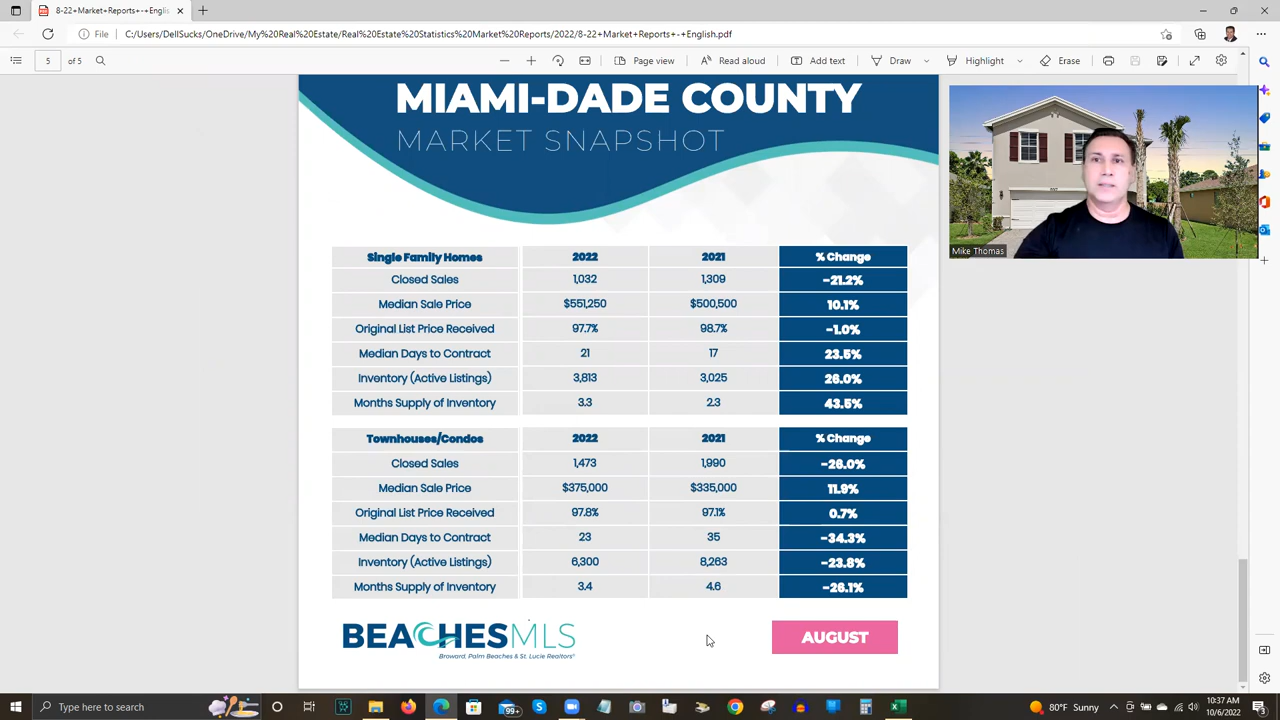 8-22+Market+Reports+-+Englis
File
C:/Users/DellSucks/OneDrive/My%20Real%20Estate/Real%20Estate%20Statistics%20Market%20Reports/2022/8-22+Market+Reports+-+English.pdf
5 of 5
Page view
Read aloud
Add text
Draw
Highlight
Erase
MIAMI-DADE COUNTY
MARKET SNAPSHOT
Mike Thomas
Single Family Homes 2022 2021 % Change
Closed Sales 1,032 1,309 -21.2%
Median Sale Price $551,250 $500,500 10.1%
Original List Price Received 97.7% 98.7% -1.0%
Median Days to Contract 21 17 23.5%
Inventory (Active Listings) 3,813 3,025 26.0%
Months Supply of Inventory 3.3 2.3 43.5%
Townhouses/Condos 2022 2021 % Change
Closed Sales 1,473 1,990 -26.0%
Median Sale Price $375,000 $335,000 11.9%
Original List Price Received 97.8% 97.1% 0.7%
Median Days to Contract 23 35 -34.3%
Inventory (Active Listings) 6,300 8,263 -23.8%
Months Supply of Inventory 3.4 4.6 -26.1%
BEACHESMLS
Broward, Palm Beaches & St. Lucie Realtors®
AUGUST
Type here to search
99+
80°F Sunny
10:37 AM
10/6/2022